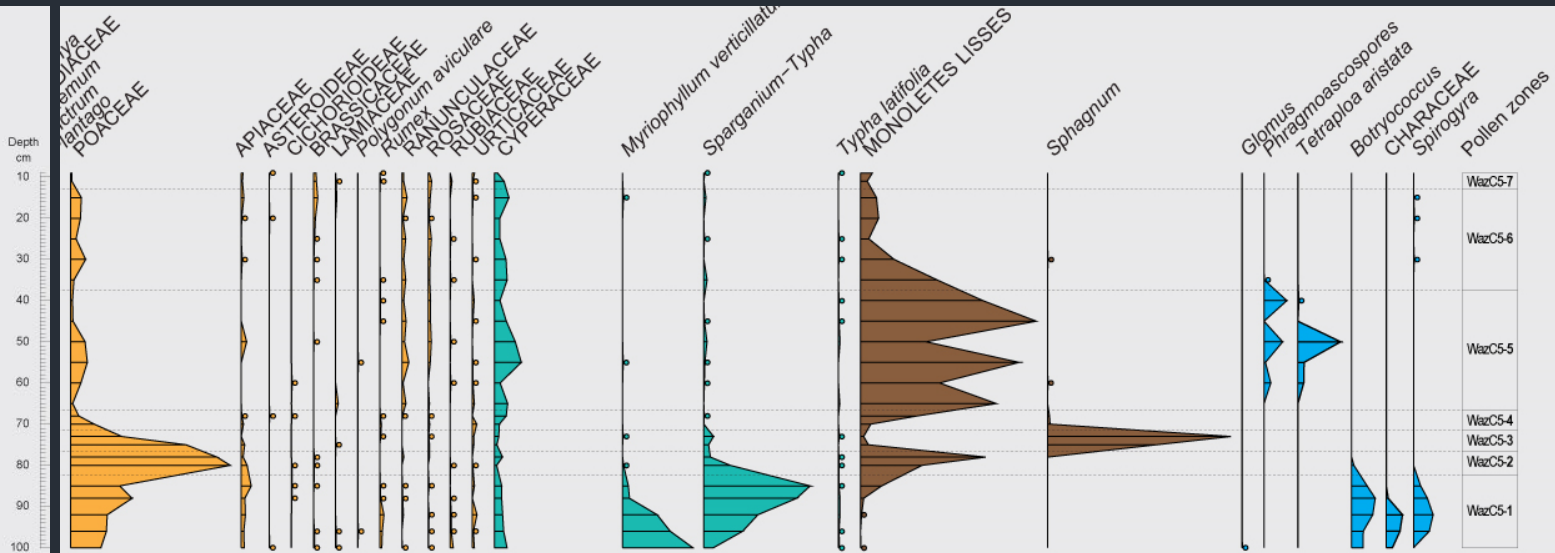 POACEAE
APIACEAE
ASTEROIDEAE
CICHORIOIDEAE
BRASSICACEAE
LAMIACEAE
Polygonum aviculare
Rumex
RANUNCULACEAE
ROSACEAE
RUBIACEAE
URTICACEAE
CYPERACEAE
Myriophyllum verticillatu
Sparganium-Typha
Typha latifolia
MONOLETES LISSES
Sphagnum
Glomus
Phragmoascospores
Tetraploa aristata
Botryococcus
CHARACEAE
Spirogyra
Pollen zones
Depth
cm
10
20
30
40
50
60
70
80
90
100
WazC5-7
WazC5-6
WazC5-5
WazC5-4
WazC5-3
WazC5-2
WazC5-1